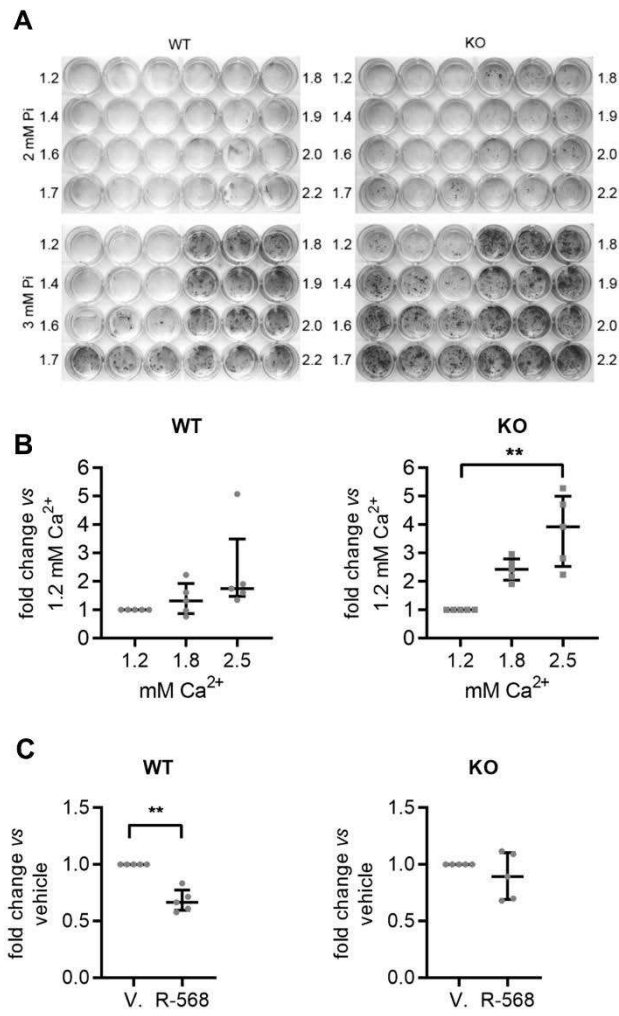 A
WT
KO
2 mM Pi
1.2
1.4
1.6
1.7
1.8
1.9
2.0
2.2
1.2
1.4
1.6
1.7
1.8
1.9
2.0
2.2
3 mM Pi
1.2
1.4
1.6
1.7
1.8
1.9
2.0
2.2
1.2
1.4
1.6
1.7
1.8
1.9
2.0
2.2
B
WT
fold change vs
1.2 mM Ca²⁺
6
5
4
3
2
1
0
1.2 1.8 2.5
mM Ca²⁺
KO
**
fold change vs
1.2 mM Ca²⁺
6
5
4
3
2
1
0
1.2 1.8 2.5
mM Ca²⁺
C
WT
**
fold change vs
vehicle
1.5
1.0
0.5
0.0
V. R-568
KO
fold change vs
vehicle
1.5
1.0
0.5
0.0
V. R-568